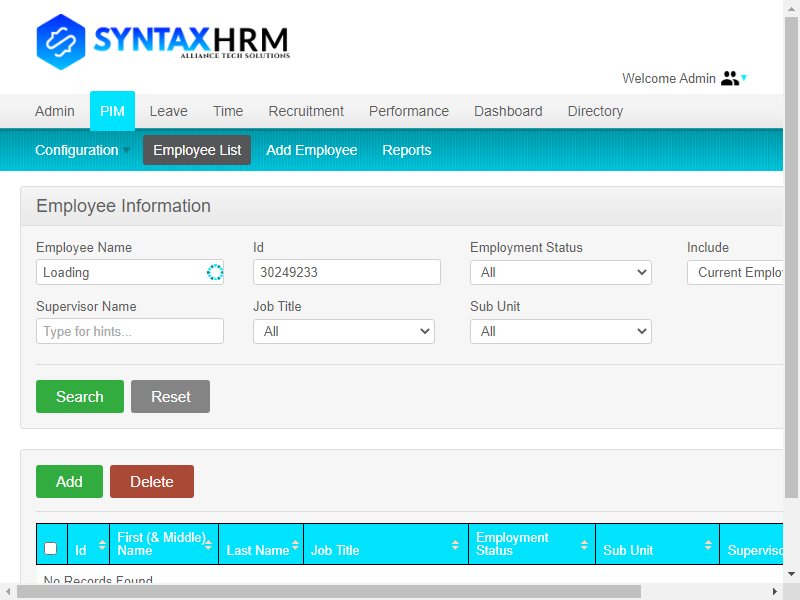 SYNTAXHRM
ALLIANCE TECH SOLUTIONS
Welcome Admin
Admin PIM Leave Time Recruitment Performance Dashboard Directory
Configuration Employee List Add Employee Reports
Employee Information
Employee Name Id Employment Status Include
Loading 30249233 All Current Emplo
Supervisor Name Job Title Sub Unit
Type for hints... All All
Search Reset
Add Delete
Id First (& Middle) Name Last Name Job Title Employment Status Sub Unit Superviso
No Records Found